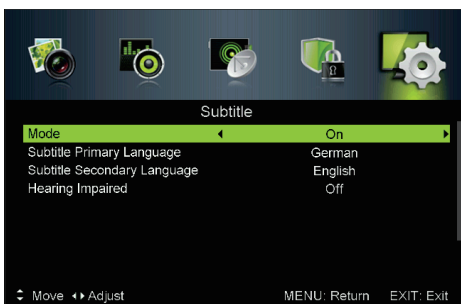 Subtitle
Mode On
Subtitle Primary Language German
Subtitle Secondary Language English
Hearing Impaired Off
Move Adjust MENU: Return EXIT: Exit